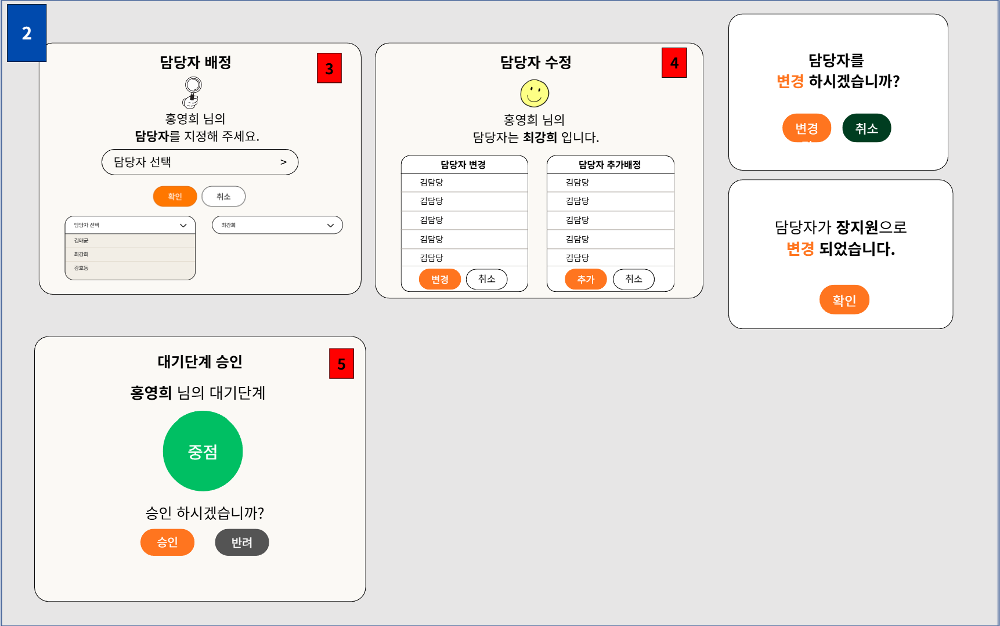 2
담당자 배정
3
홍영희 님의
담당자를 지정해 주세요.
담당자 선택 >
확인 취소
담당자 선택
김태균
최강희
강호동
최강희
담당자 수정
4
홍영희 님의
담당자는 최강희 입니다.
담당자 변경
김담당
김담당
김담당
김담당
김담당
변경 취소
담당자 추가배정
김담당
김담당
김담당
김담당
김담당
추가 취소
담당자를
변경 하시겠습니까?
변경 취소
담당자가 장지원으로
변경 되었습니다.
확인
대기단계 승인
5
홍영희 님의 대기단계
중점
승인 하시겠습니까?
승인 반려